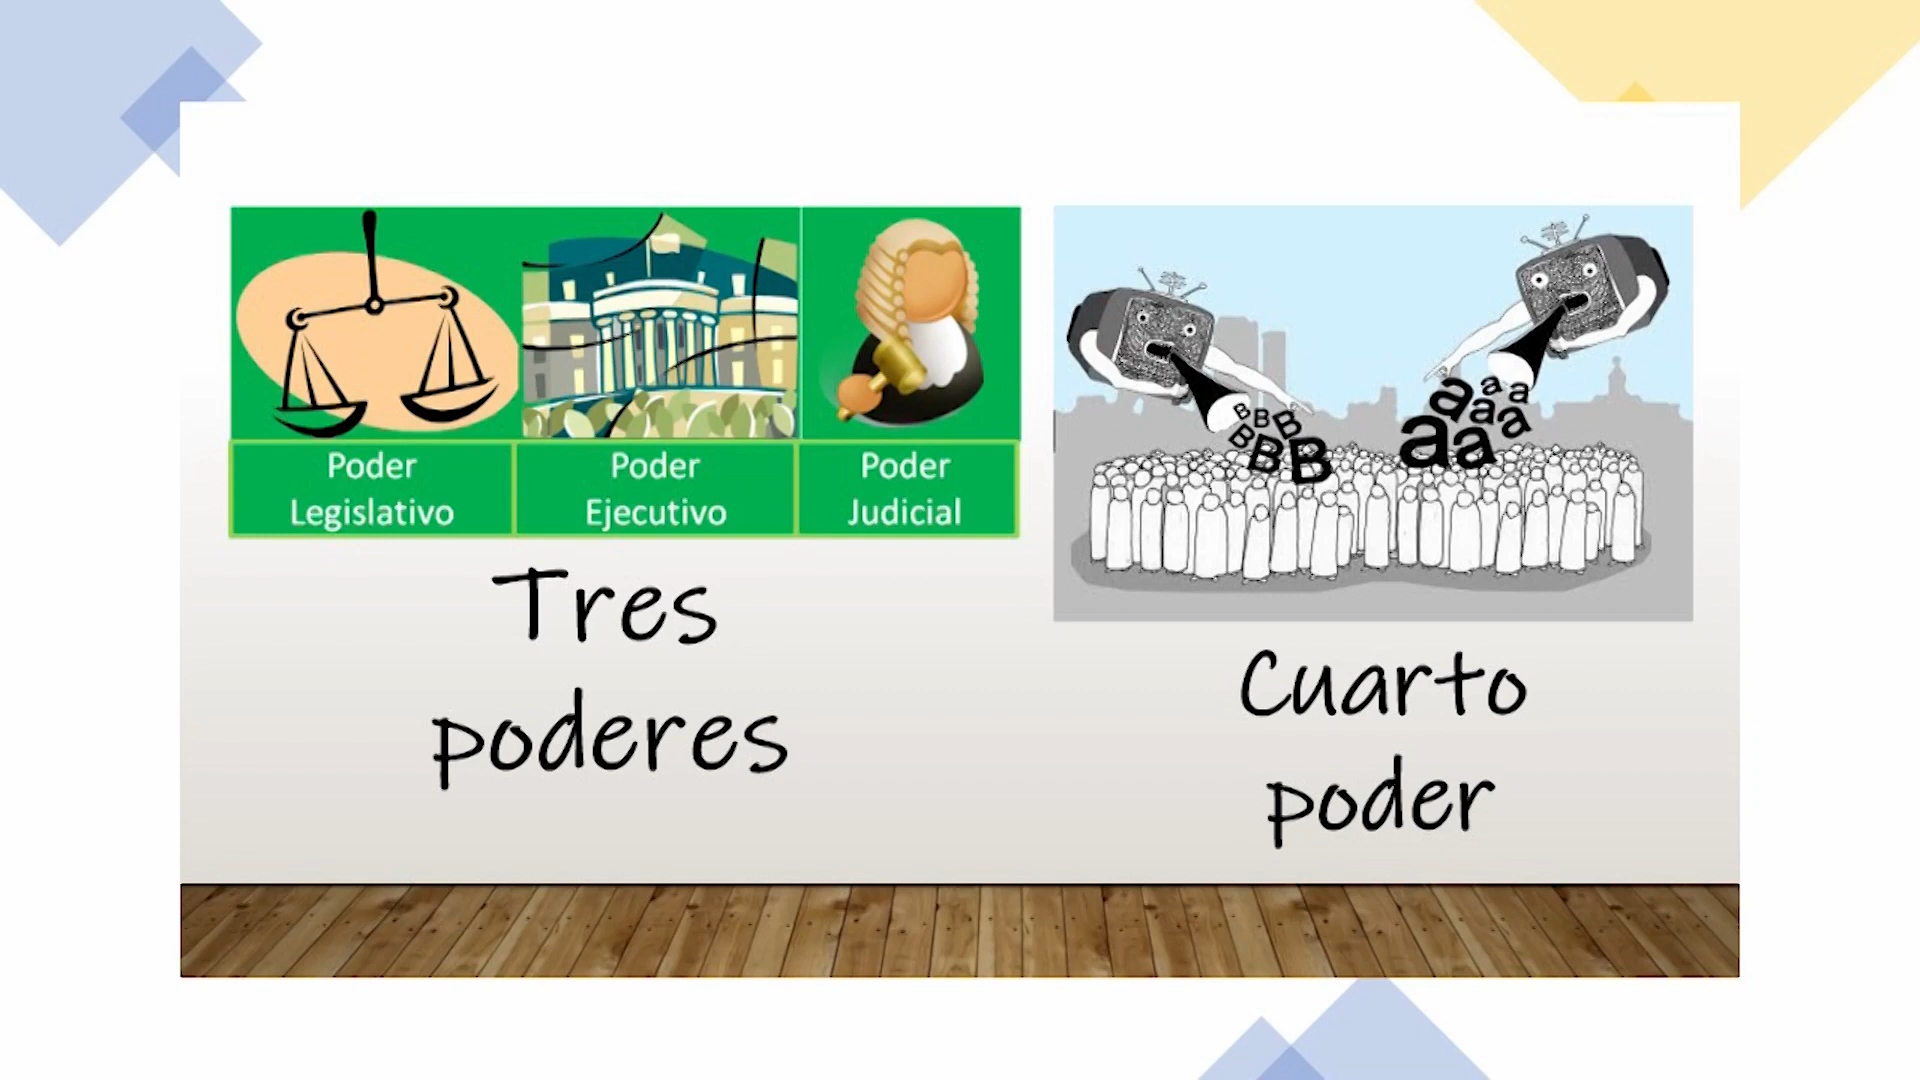 Poder
Legislativo
Poder
Ejecutivo
Poder
Judicial
Tres
poderes
B B B
B B B
a a a
a a a
a a
Cuarto
poder